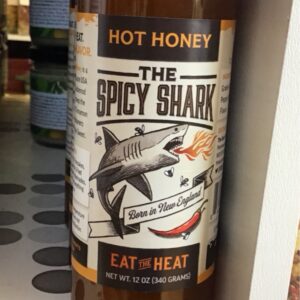 HOT HONEY
THE
SPICY SHARK
Born in New England
EAT THE HEAT
NET WT. 12 OZ (340 GRAMS)